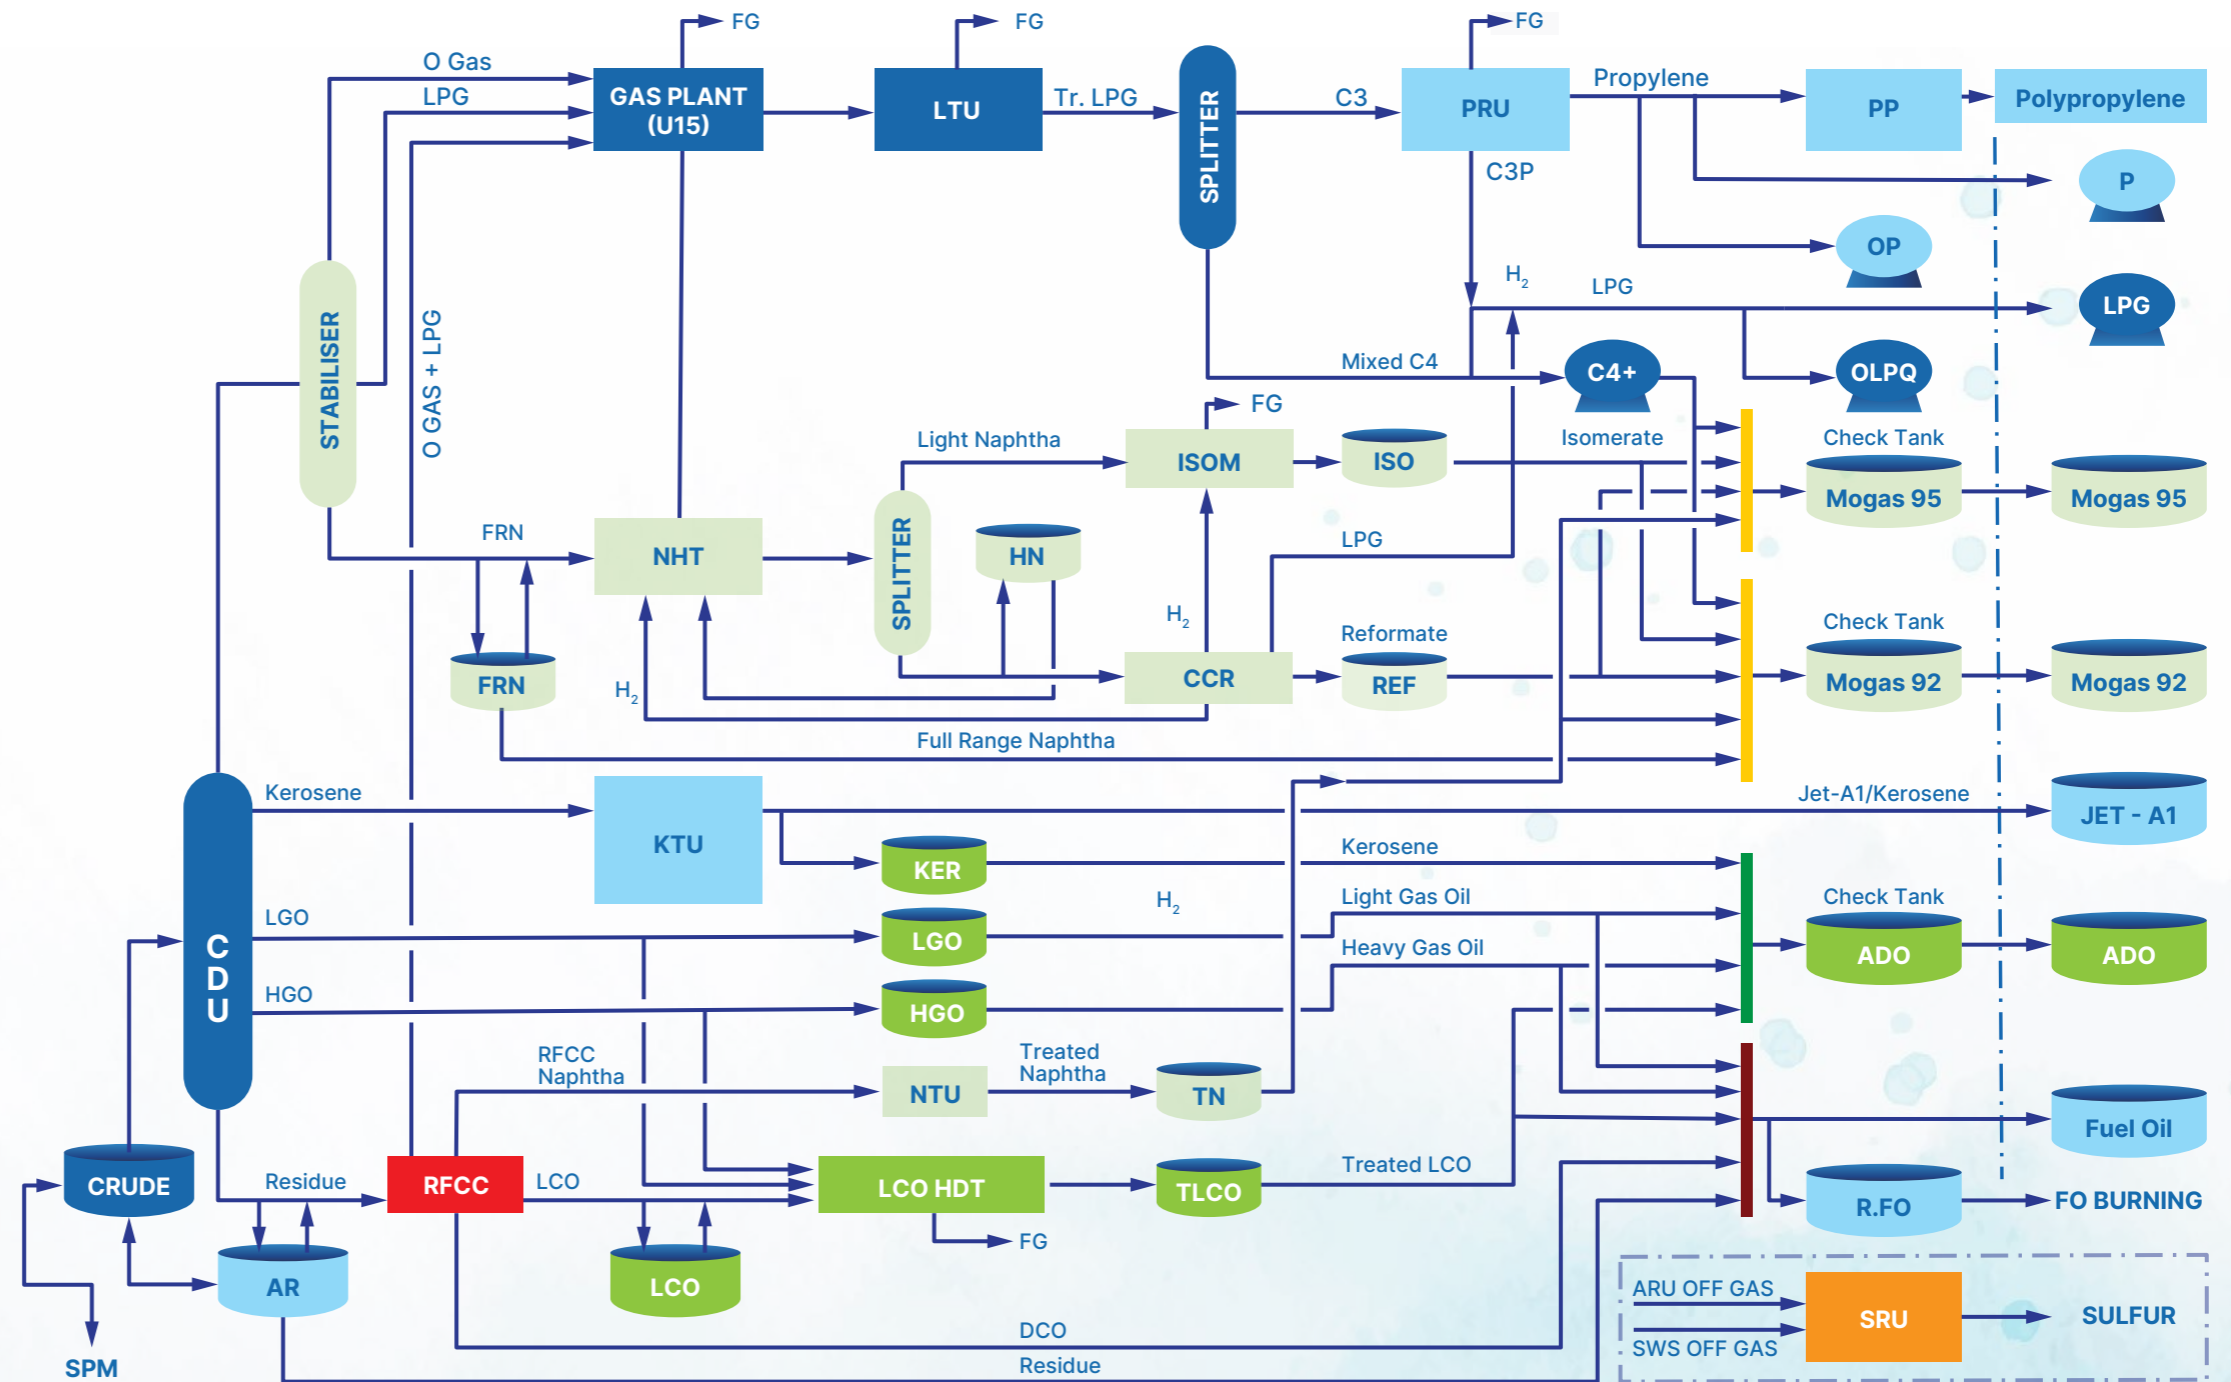 FG
FG
FG
O Gas
LPG
GAS PLANT
(U15)
LTU
Tr. LPG
SPLITTER
C3
PRU
Propylene
PP
Polypropylene
C3P
P
OP
H2
LPG
LPG
STABILISER
O GAS + LPG
Mixed C4
C4+
OLPQ
FG
Light Naphtha
ISOM
ISO
Isomerate
Check Tank
Mogas 95
Mogas 95
FRN
NHT
SPLITTER
HN
LPG
H2
Reformate
Check Tank
FRN
H2
CCR
REF
Mogas 92
Mogas 92
Full Range Naphtha
Kerosene
KTU
Jet-A1/Kerosene
JET - A1
KER
Kerosene
CDU
LGO
LGO
H2
Light Gas Oil
Check Tank
HGO
HGO
Heavy Gas Oil
ADO
ADO
RFCC
Naphtha
NTU
Treated
Naphtha
TN
Fuel Oil
CRUDE
Residue
RFCC
LCO
LCO HDT
TLCO
Treated LCO
R.FO
FO BURNING
FG
AR
LCO
ARU OFF GAS
SWS OFF GAS
SRU
SULFUR
DCO
Residue
SPM